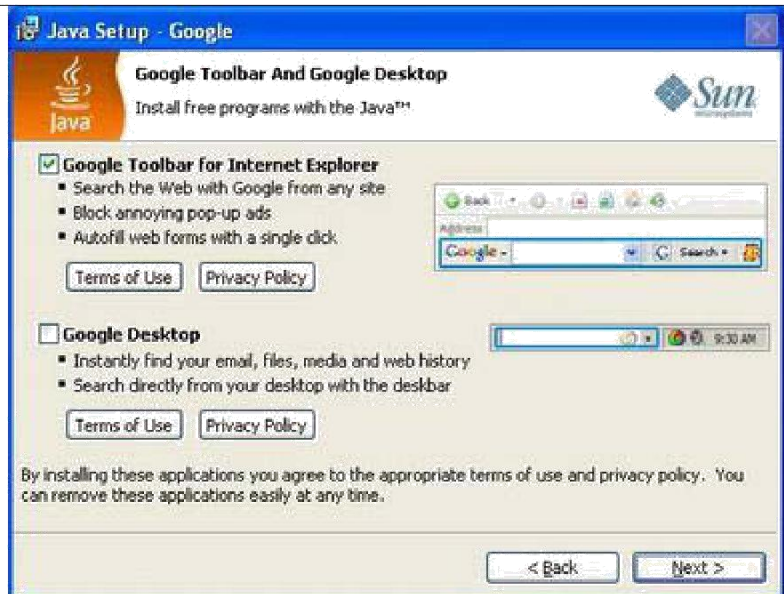 Java Setup - Google
Google Toolbar And Google Desktop
Install free programs with the Java™
Java
Sun
microsystems
Google Toolbar for Internet Explorer
▪ Search the Web with Google from any site
▪ Block annoying pop-up ads
▪ Autofill web forms with a single click
Back
Address
Google
Search
Terms of Use Privacy Policy
Google Desktop
▪ Instantly find your email, files, media and web history
▪ Search directly from your desktop with the deskbar
9:30 AM
Terms of Use Privacy Policy
By installing these applications you agree to the appropriate terms of use and privacy policy. You
can remove these applications easily at any time.
< Back Next >